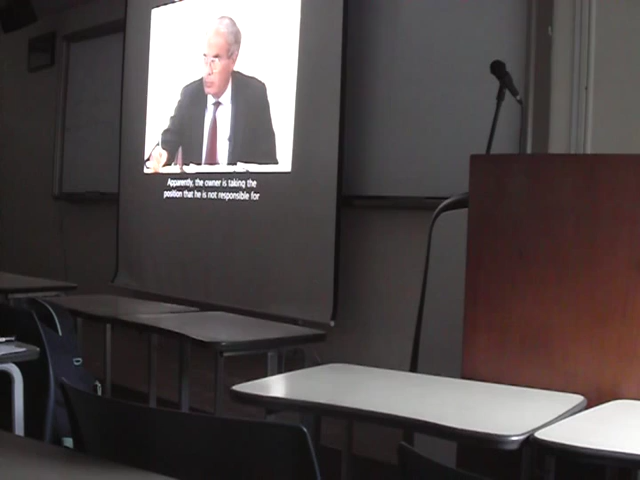 Apparently, the owner is taking the
position that he is not responsible for